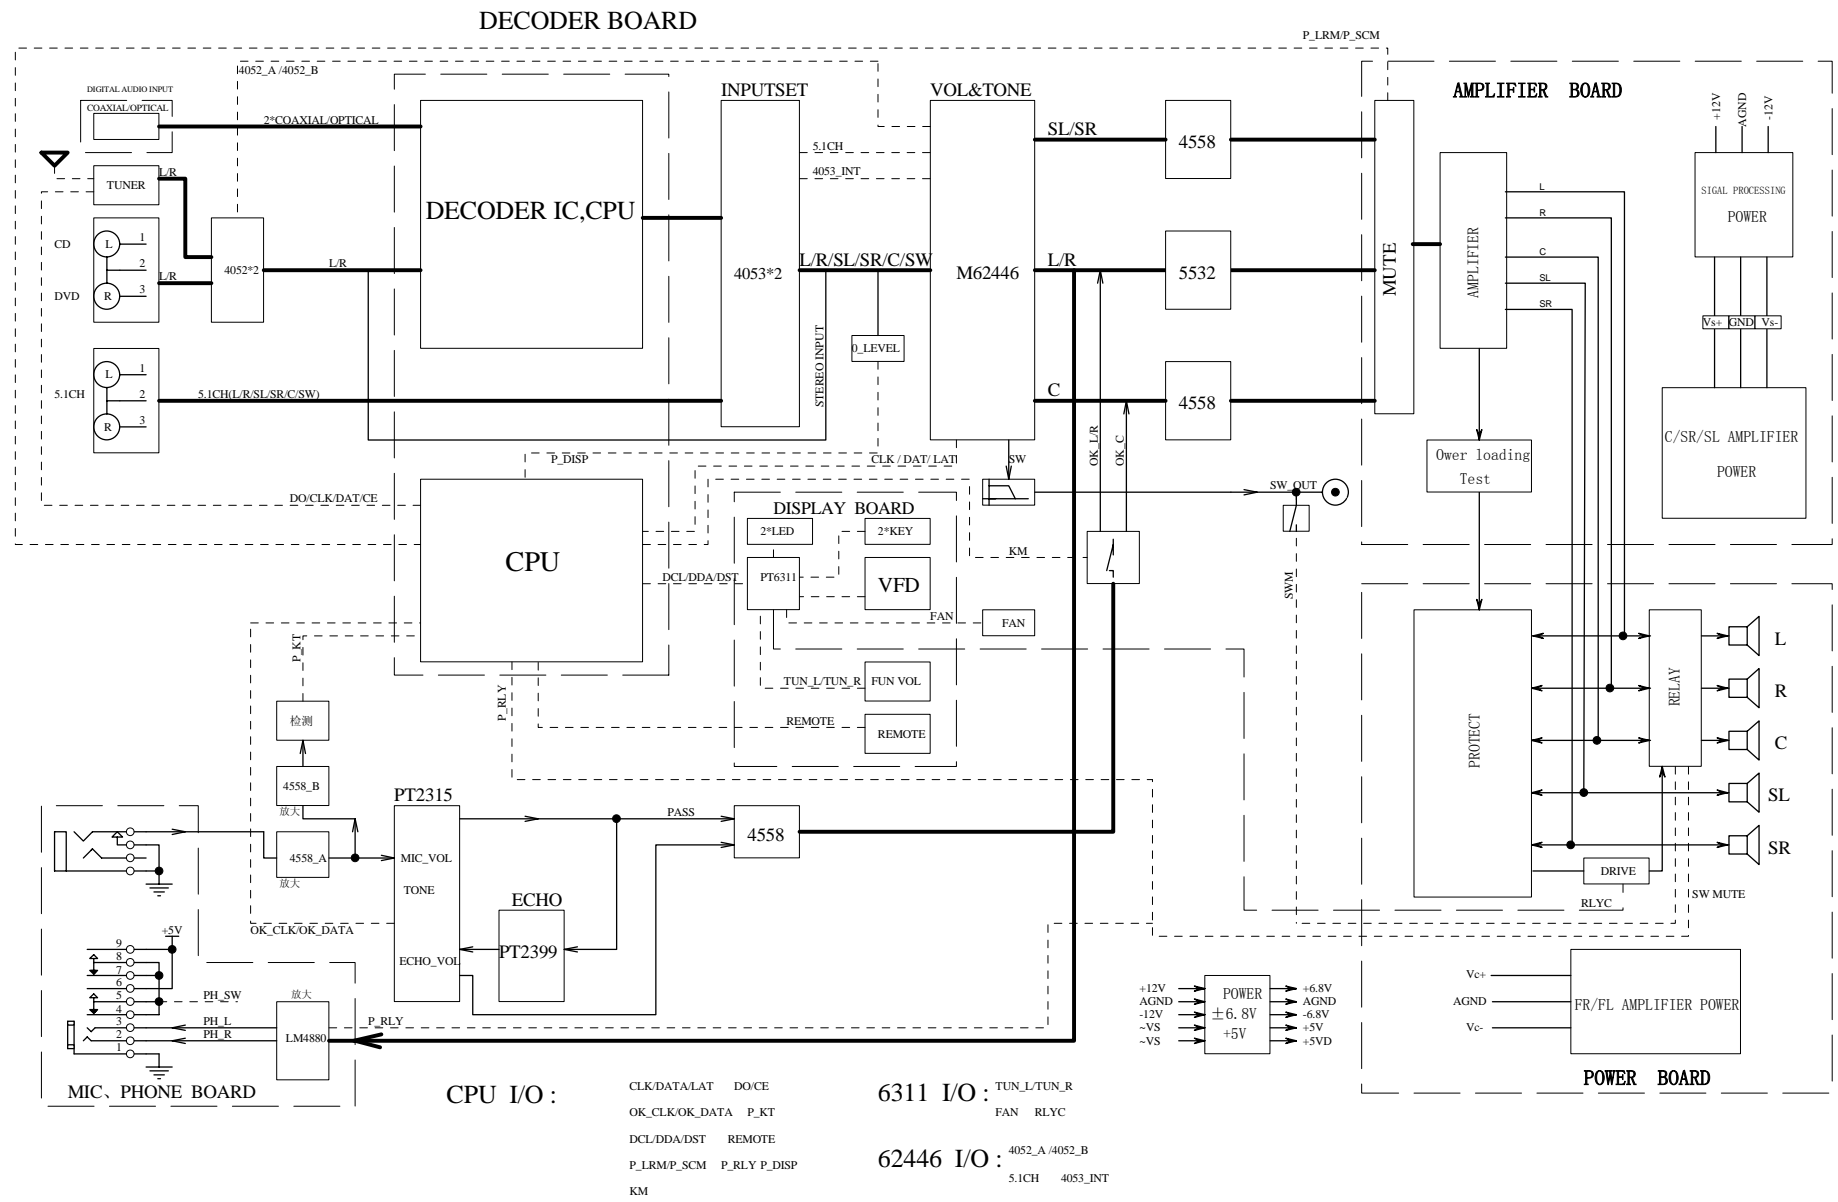 DECODER BOARD
P_LRM/P_SCM
4052_A /4052_B
DIGITAL AUDIO INPUT
COAXIAL/OPTICAL
2*COAXIAL/OPTICAL
INPUTSET
VOL&TONE
AMPLIFIER BOARD
+12V
AGND
-12V
SL/SR
4558
5.1CH
4053_INT
TUNER
L/R
DECODER IC,CPU
L
R
C
SL
SR
SIGAL PROCESSING
POWER
CD
L
1
2
DVD
R
3
L/R
4052*2
L/R
4053*2
L/R/SL/SR/C/SW
M62446
L/R
5532
MUTE
AMPLIFIER
Vs+
GND
Vs-
0_LEVEL
STEREO INPUT
5.1CH
L
1
2
R
3
5.1CH(L/R/SL/SR/C/SW)
C
4558
OK_L/R
OK_C
C/SR/SL AMPLIFIER
POWER
Ower loading
Test
P_DISP
CLK / DAT/ LAT
SW
SW_OUT
DO/CLK/DAT/CE
CPU
DISPLAY BOARD
2*LED
2*KEY
PT6311
VFD
DCL/DDA/DST
KM
SWM
FAN
FAN
TUN_L/TUN_R
FUN VOL
REMOTE
REMOTE
P_KT
P_RLY
检测
4558_B
放大
4558_A
放大
PT2315
MIC_VOL
TONE
ECHO_VOL
PASS
4558
ECHO
PT2399
OK_CLK/OK_DATA
PROTECT
RELAY
L
R
C
SL
SR
DRIVE
RLYC
SW MUTE
+5V
9
8
7
6
5
4
3
2
1
PH_SW
PH_L
PH_R
放大
LM4880
P_RLY
MIC、PHONE BOARD
+12V
AGND
-12V
~VS
~VS
POWER
±6.8V
+5V
+6.8V
AGND
-6.8V
+5V
+5VD
Vc+
AGND
Vc-
FR/FL AMPLIFIER POWER
POWER BOARD
CPU I/O :
CLK/DATA/LAT DO/CE
OK_CLK/OK_DATA P_KT
DCL/DDA/DST REMOTE
P_LRM/P_SCM P_RLY P_DISP
KM
6311 I/O :
TUN_L/TUN_R
FAN RLYC
62446 I/O :
4052_A /4052_B
5.1CH 4053_INT